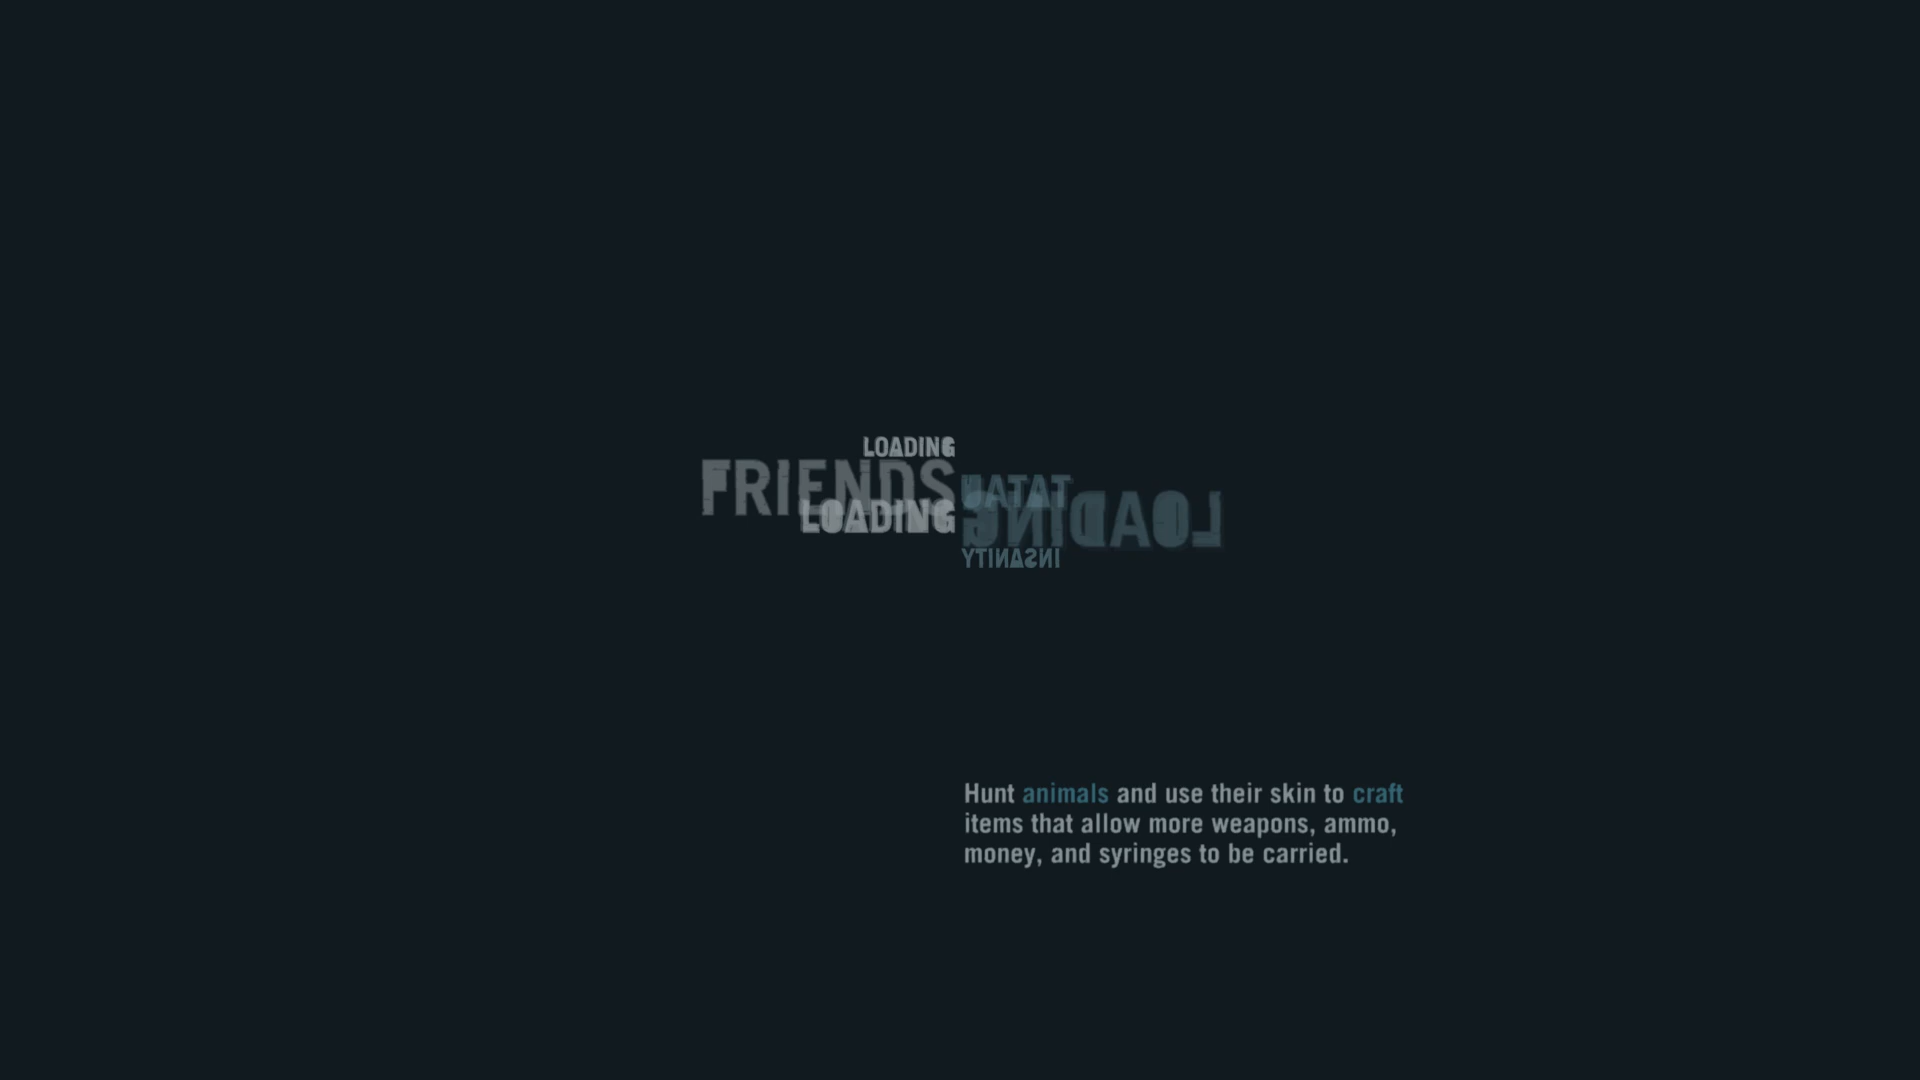 LOADING
FRIENDS
LOADING
TATAU
LOADING
INSANITY
Hunt animals and use their skin to craft
items that allow more weapons, ammo,
money, and syringes to be carried.